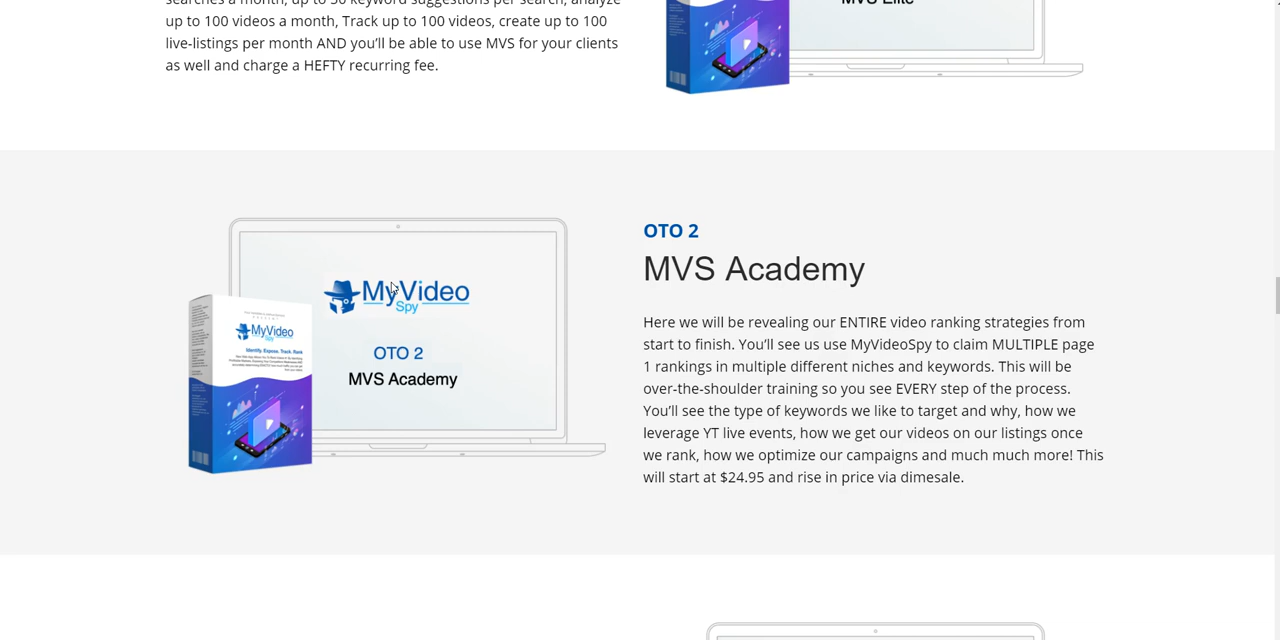 searches a month, up to 50 keyword suggestions per search, analyze
up to 100 videos a month, Track up to 100 videos, create up to 100
live-listings per month AND you’ll be able to use MVS for your clients
as well and charge a HEFTY recurring fee.
MVS Elite
MyVideo
Spy
OTO 2
MVS Academy
MyVideo
Spy
Identify. Expose. Track. Rank
OTO 2
MVS Academy
Here we will be revealing our ENTIRE video ranking strategies from
start to finish. You’ll see us use MyVideoSpy to claim MULTIPLE page
1 rankings in multiple different niches and keywords. This will be
over-the-shoulder training so you see EVERY step of the process.
You’ll see the type of keywords we like to target and why, how we
leverage YT live events, how we get our videos on our listings once
we rank, how we optimize our campaigns and much much more! This
will start at $24.95 and rise in price via dimesale.